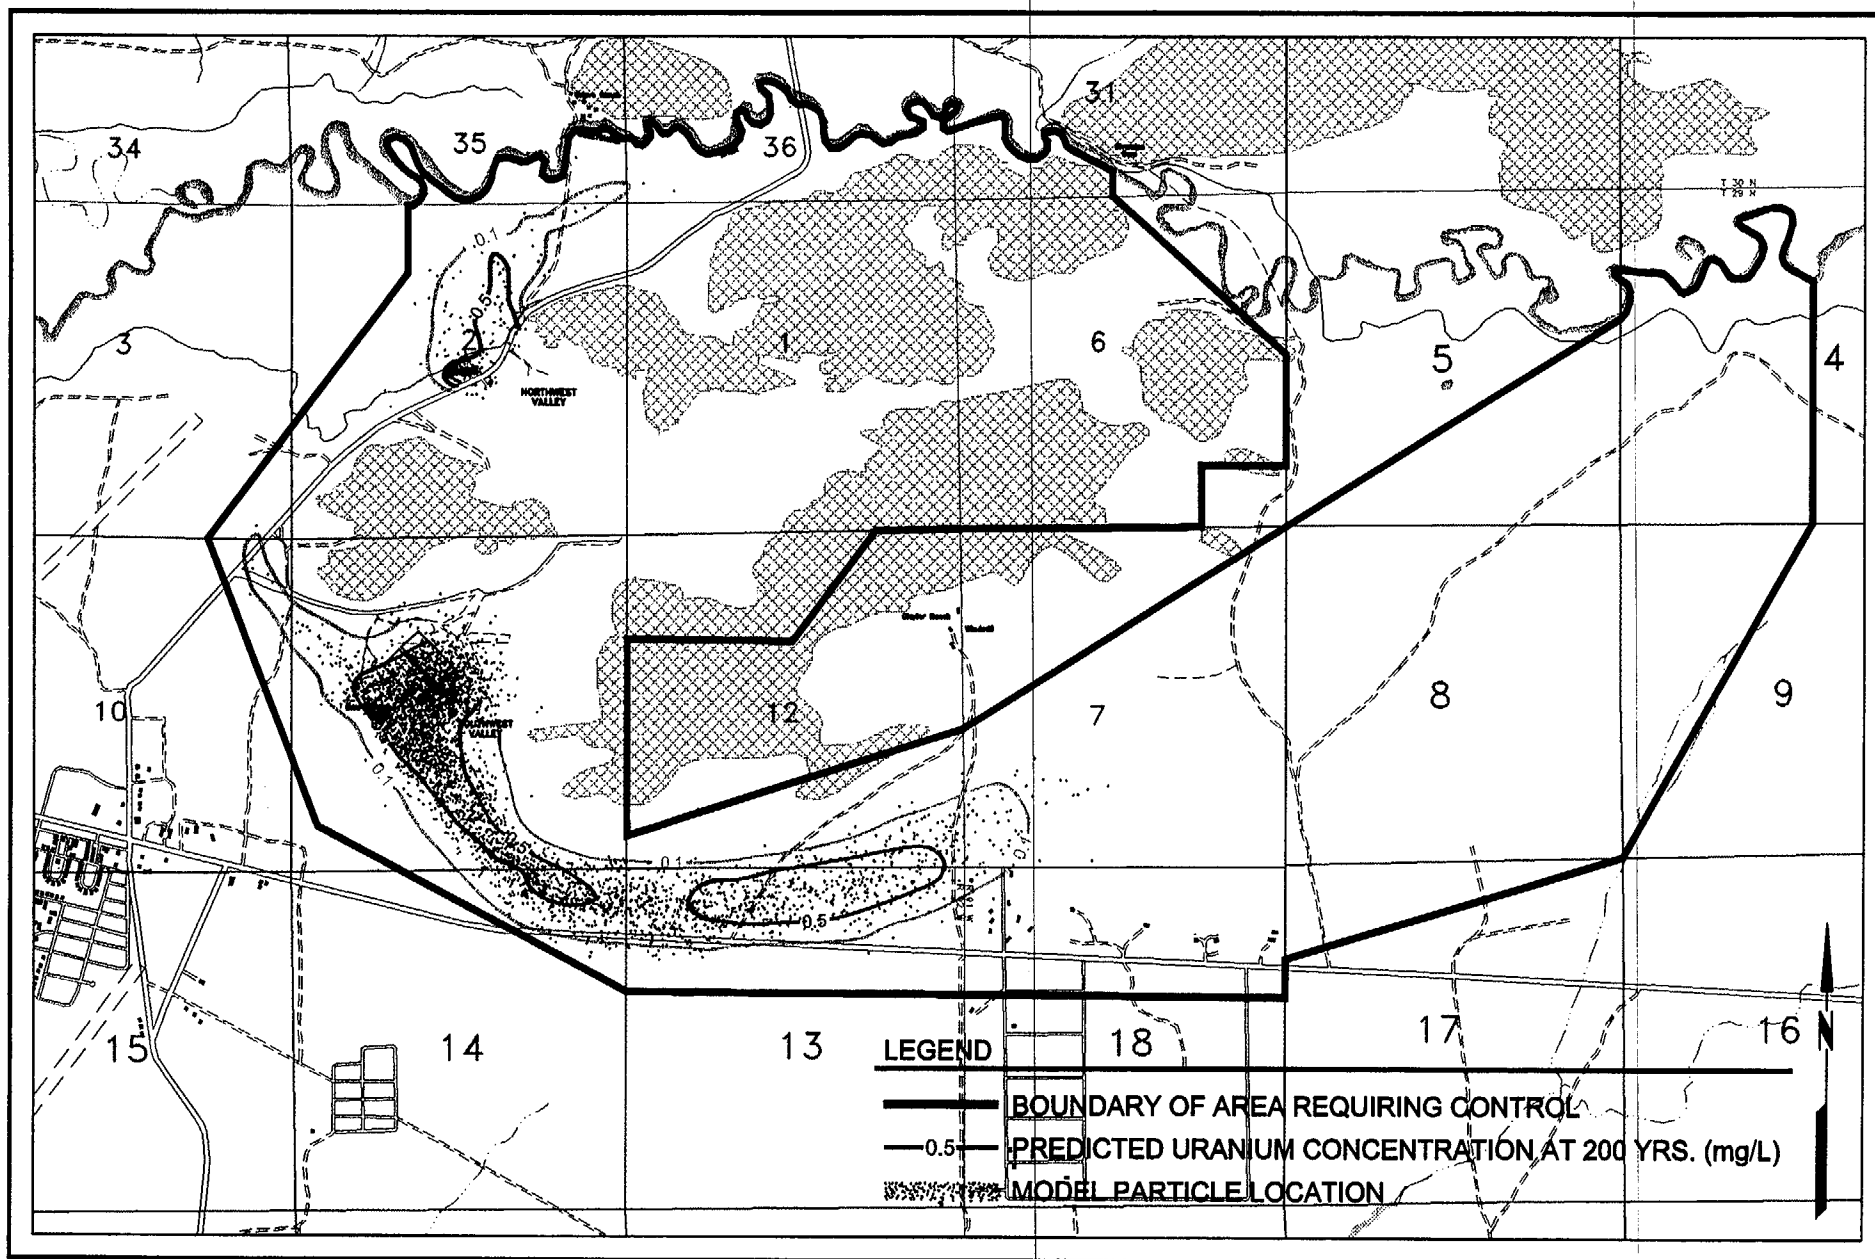 31
34
35
36
T 30 N
T 29 N
0.1
0.5
3
2
1
6
5
4
NORTHWEST
VALLEY
10
SOUTHWEST
VALLEY
12
7
8
9
0.1
0.5
0.1
0.1
0.5
15
14
13
18
17
16
N
LEGEND
BOUNDARY OF AREA REQUIRING CONTROL
0.5 PREDICTED URANIUM CONCENTRATION AT 200 YRS. (mg/L)
MODEL PARTICLE LOCATION